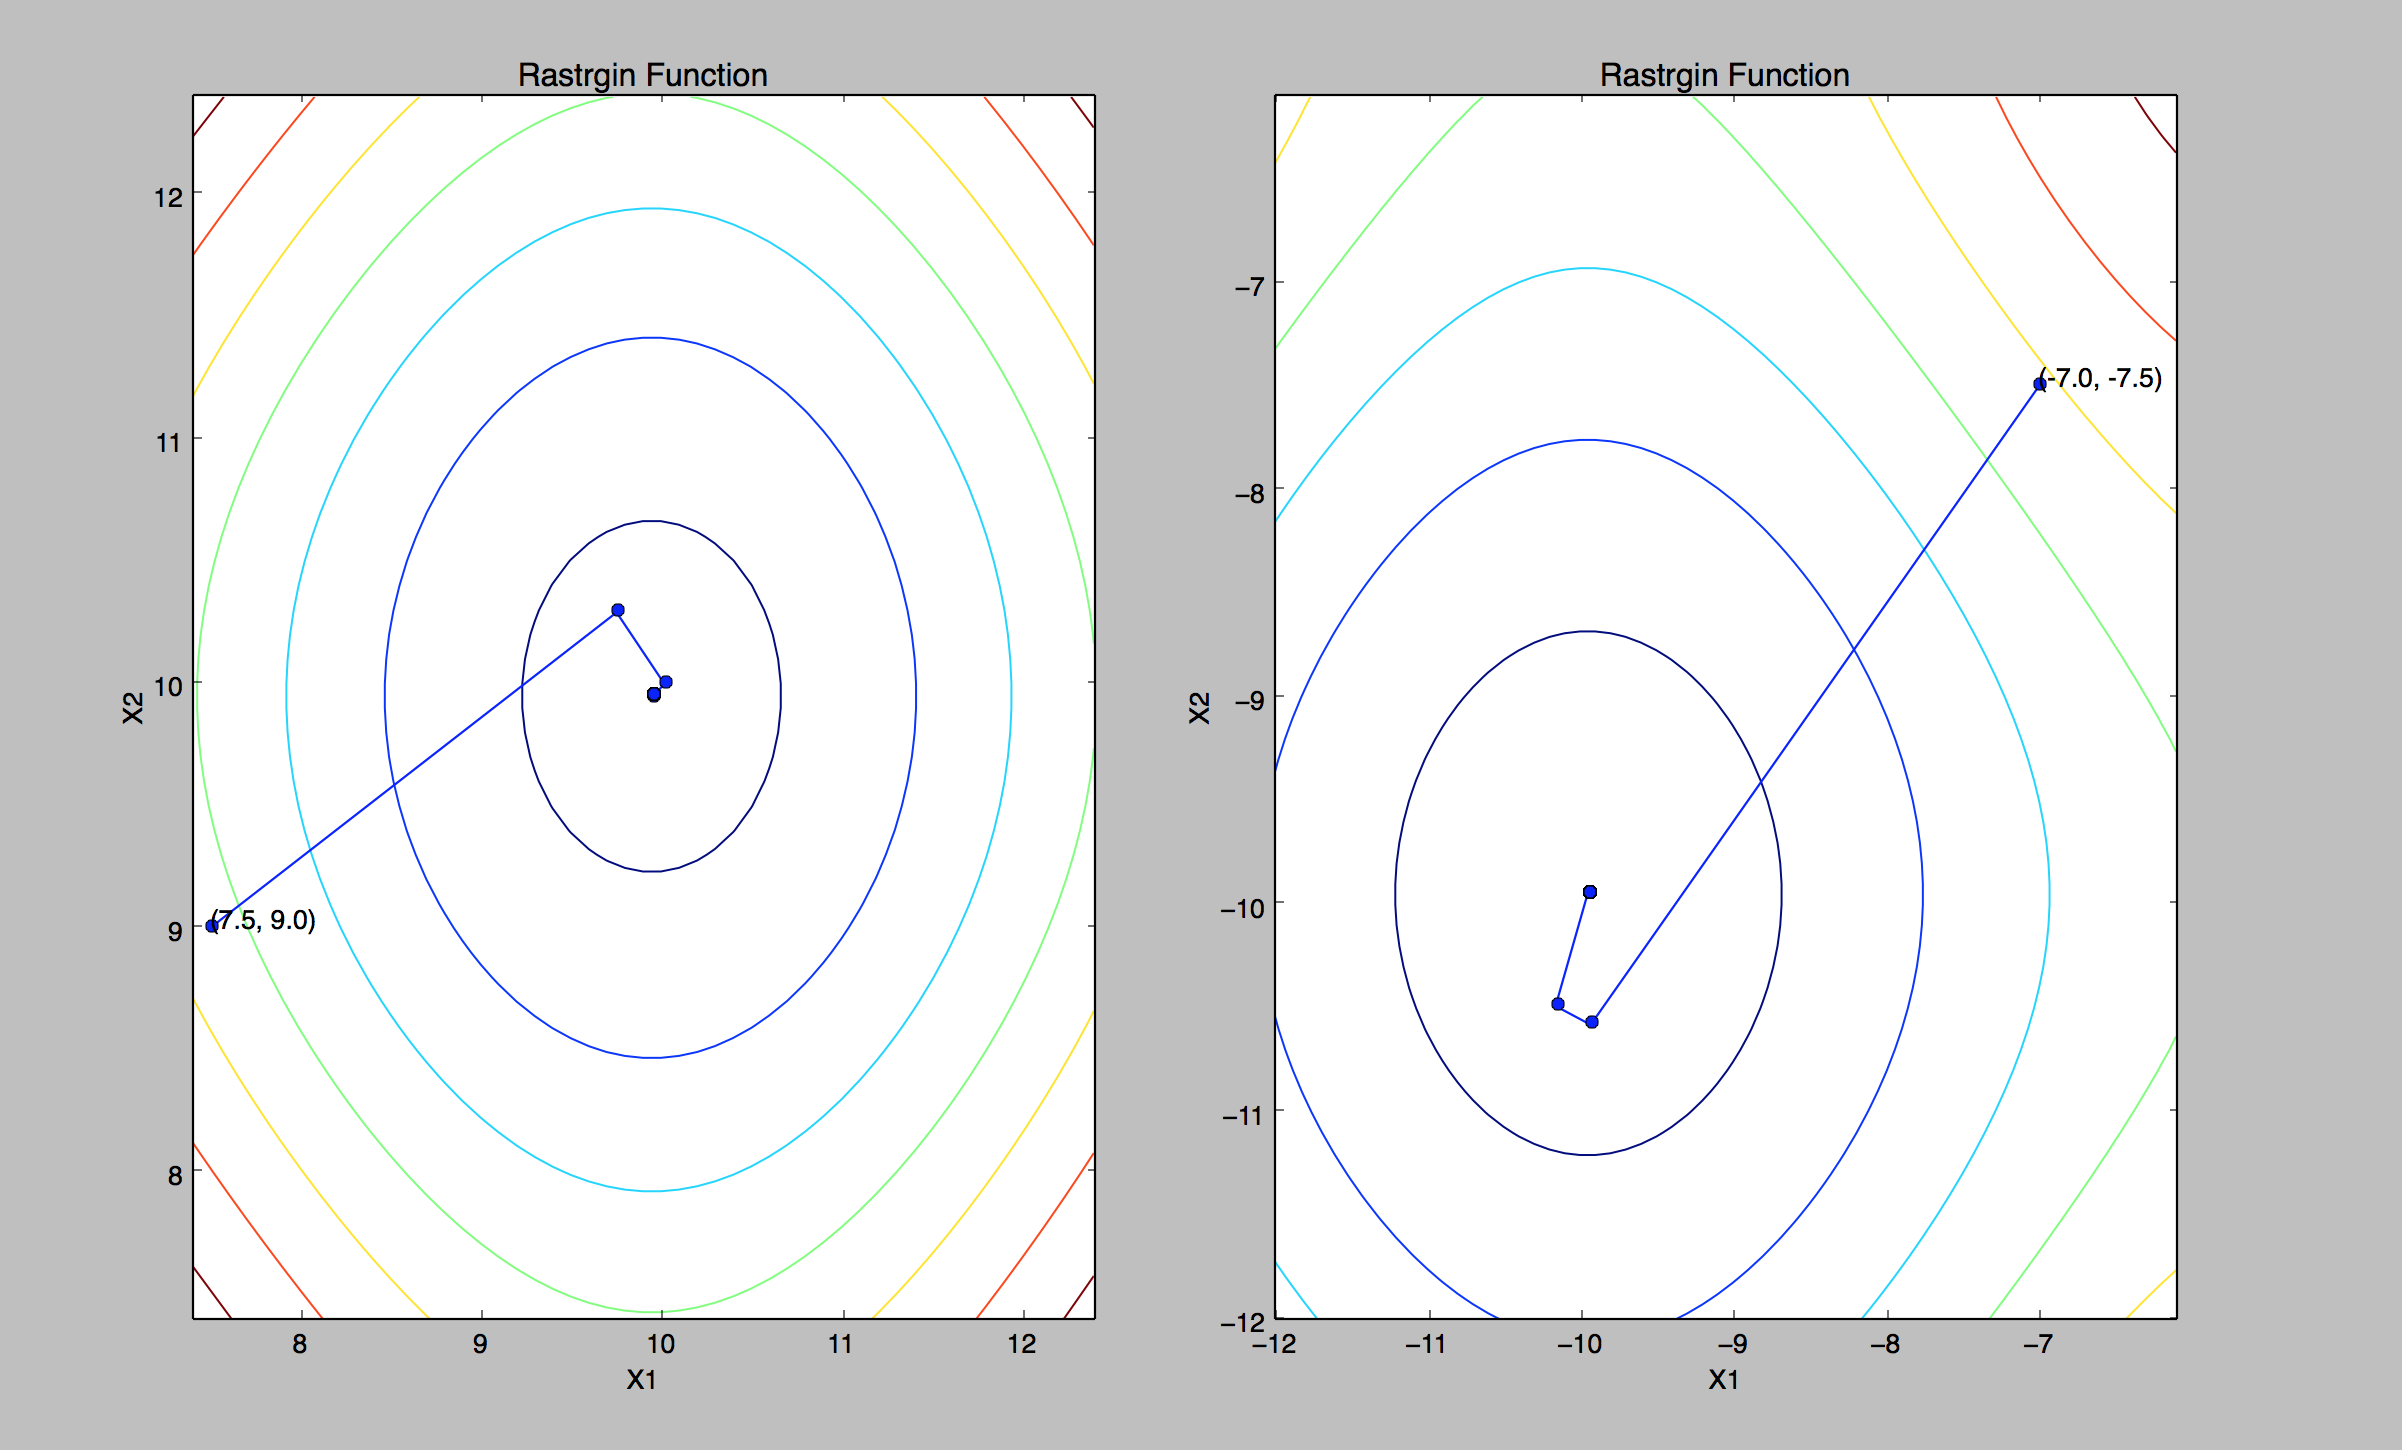 Rastrgin Function
12
11
10
9
8
X2
(7.5, 9.0)
8 9 10 11 12
X1
Rastrgin Function
−7
−8
−9
−10
−11
−12
X2
(-7.0, -7.5)
−12 −11 −10 −9 −8 −7
X1